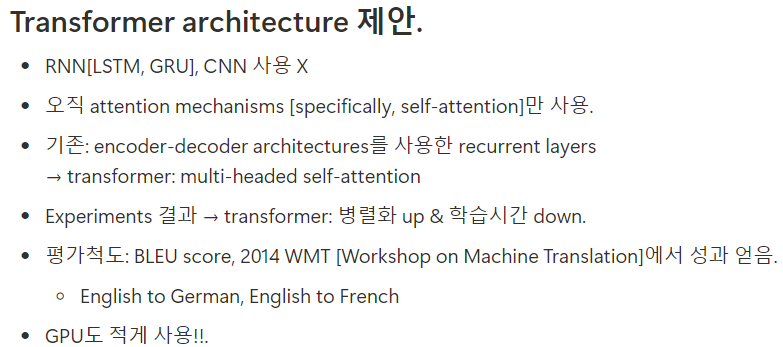 Transformer architecture 제안.
• RNN[LSTM, GRU], CNN 사용 X
• 오직 attention mechanisms [specifically, self-attention]만 사용.
• 기존: encoder-decoder architectures를 사용한 recurrent layers
→ transformer: multi-headed self-attention
• Experiments 결과 → transformer: 병렬화 up & 학습시간 down.
• 평가척도: BLEU score, 2014 WMT [Workshop on Machine Translation]에서 성과 얻음.
◦ English to German, English to French
• GPU도 적게 사용!!.